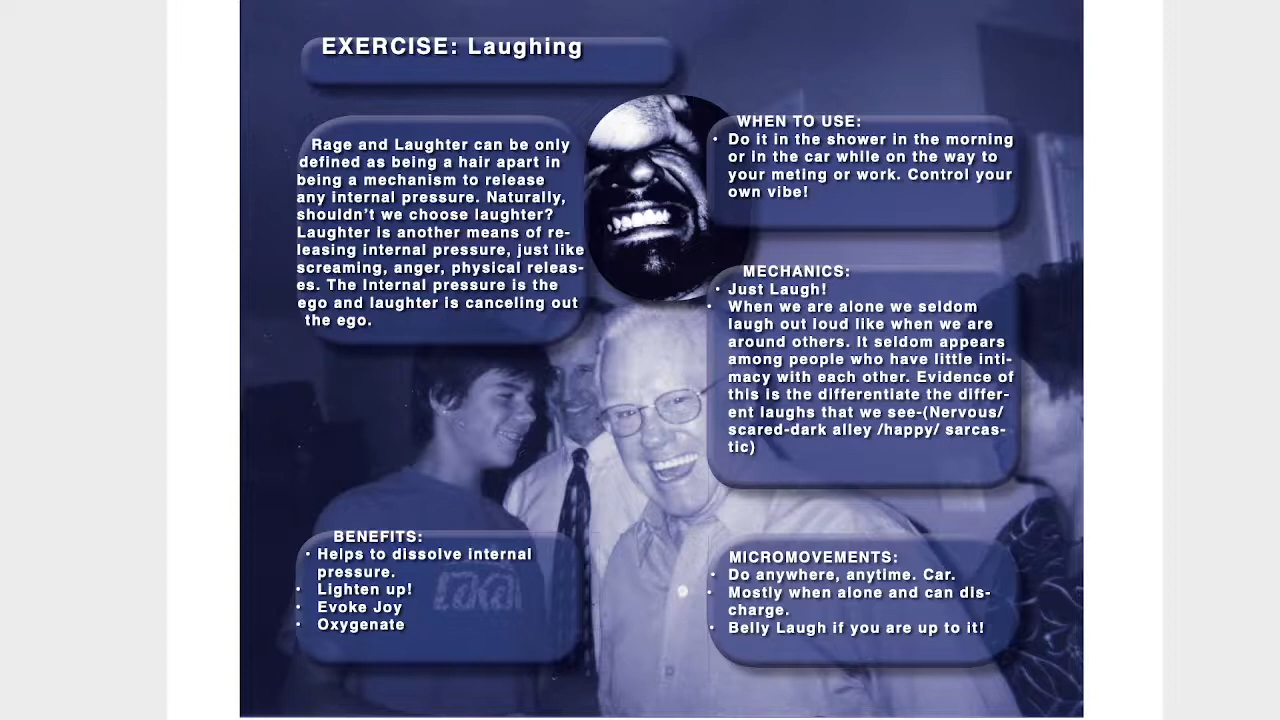 EXERCISE: Laughing
Rage and Laughter can be only
defined as being a hair apart in
being a mechanism to release
any internal pressure. Naturally,
shouldn't we choose laughter?
Laughter is another means of re-
leasing internal pressure, just like
screaming, anger, physical releas-
es. The Internal pressure is the
ego and laughter is canceling out
the ego.
WHEN TO USE:
• Do it in the shower in the morning
or in the car while on the way to
your meting or work. Control your
own vibe!
MECHANICS:
• Just Laugh!
• When we are alone we seldom
laugh out loud like when we are
around others. It seldom appears
among people who have little inti-
macy with each other. Evidence of
this is the differentiate the differ-
ent laughs that we see-(Nervous/
scared-dark alley /happy/ sarcas-
tic)
BENEFITS:
• Helps to dissolve internal
pressure.
• Lighten up!
• Evoke Joy
• Oxygenate
MICROMOVEMENTS:
• Do anywhere, anytime. Car.
• Mostly when alone and can dis-
charge.
• Belly Laugh if you are up to it!